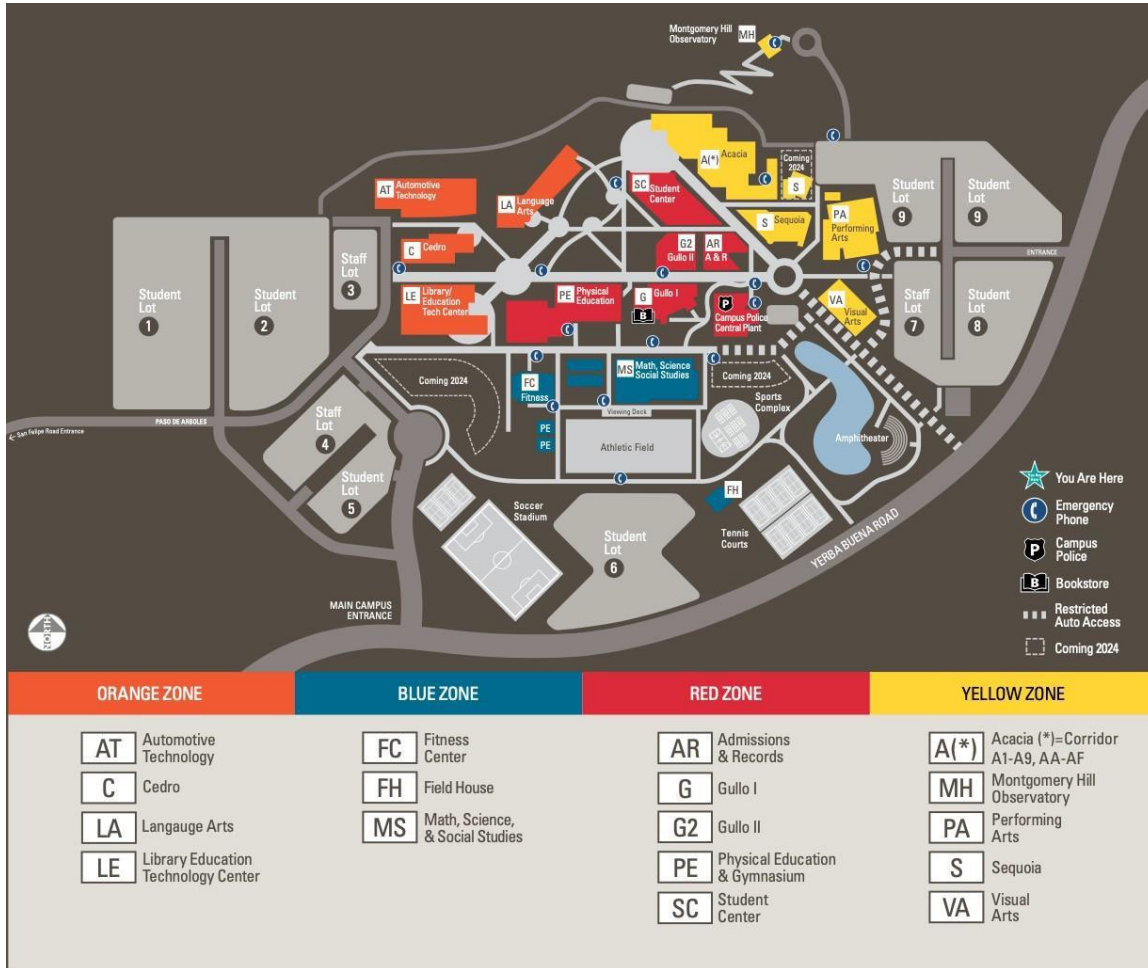 Montgomery Hill
Observatory
MH
A(*)
Acacia
Coming
2024
S
AT
Automotive
Technology
LA
Langauge
Arts
SC
Student
Center
S
Sequoia
PA
Performing
Arts
Student
Lot
9
Student
Lot
9
ENTRANCE
C
Cedro
G2
Gullo II
AR
A & R
Staff
Lot
3
Student
Lot
1
Student
Lot
2
LE
Library/
Education
Tech Center
PE
Physical
Education
G
Gullo I
B
P
Campus Police
Central Plant
VA
Visual
Arts
Staff
Lot
7
Student
Lot
8
Coming 2024
FC
Fitness
MS
Math, Science
Social Studies
Coming 2024
Viewing Deck
Sports
Complex
PE
PE
Athletic Field
Amphitheater
PASO DE ARBOLES
San Felipe Road Entrance
Staff
Lot
4
Student
Lot
5
Soccer
Stadium
FH
Student
Lot
6
Tennis
Courts
YERBA BUENA ROAD
MAIN CAMPUS
ENTRANCE
NORTH
You Are Here
Emergency
Phone
P
Campus
Police
B
Bookstore
Restricted
Auto Access
Coming 2024
ORANGE ZONE
AT
Automotive
Technology
C
Cedro
LA
Langauge Arts
LE
Library Education
Technology Center
BLUE ZONE
FC
Fitness
Center
FH
Field House
MS
Math, Science,
& Social Studies
RED ZONE
AR
Admissions
& Records
G
Gullo I
G2
Gullo II
PE
Physical Education
& Gymnasium
SC
Student
Center
YELLOW ZONE
A(*)
Acacia (*)=Corridor
A1-A9, AA-AF
MH
Montgomery Hill
Observatory
PA
Performing
Arts
S
Sequoia
VA
Visual
Arts